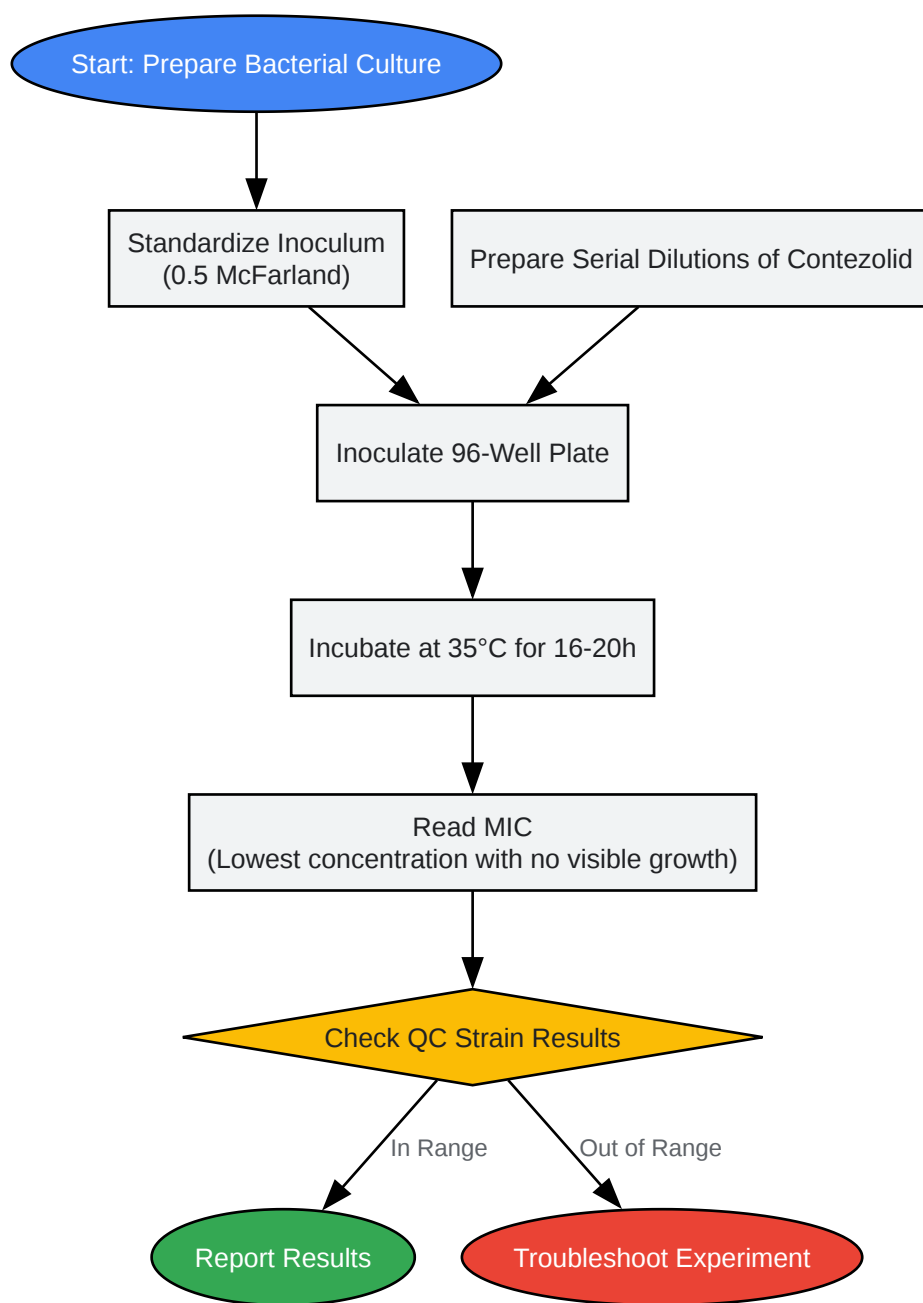 Start: Prepare Bacterial Culture
Standardize Inoculum
(0.5 McFarland)
Prepare Serial Dilutions of Contezolid
Inoculate 96-Well Plate
Incubate at 35°C for 16-20h
Read MIC
(Lowest concentration with no visible growth)
Check QC Strain Results
In Range
Out of Range
Report Results
Troubleshoot Experiment